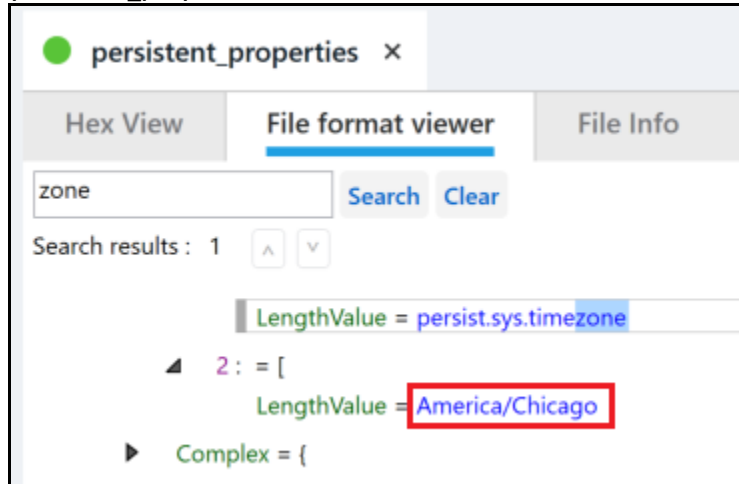 persistent_properties ×
Hex View File format viewer File Info
zone Search Clear
Search results : 1
LengthValue = persist.sys.timezone
2 : = [
LengthValue = America/Chicago
Complex = {